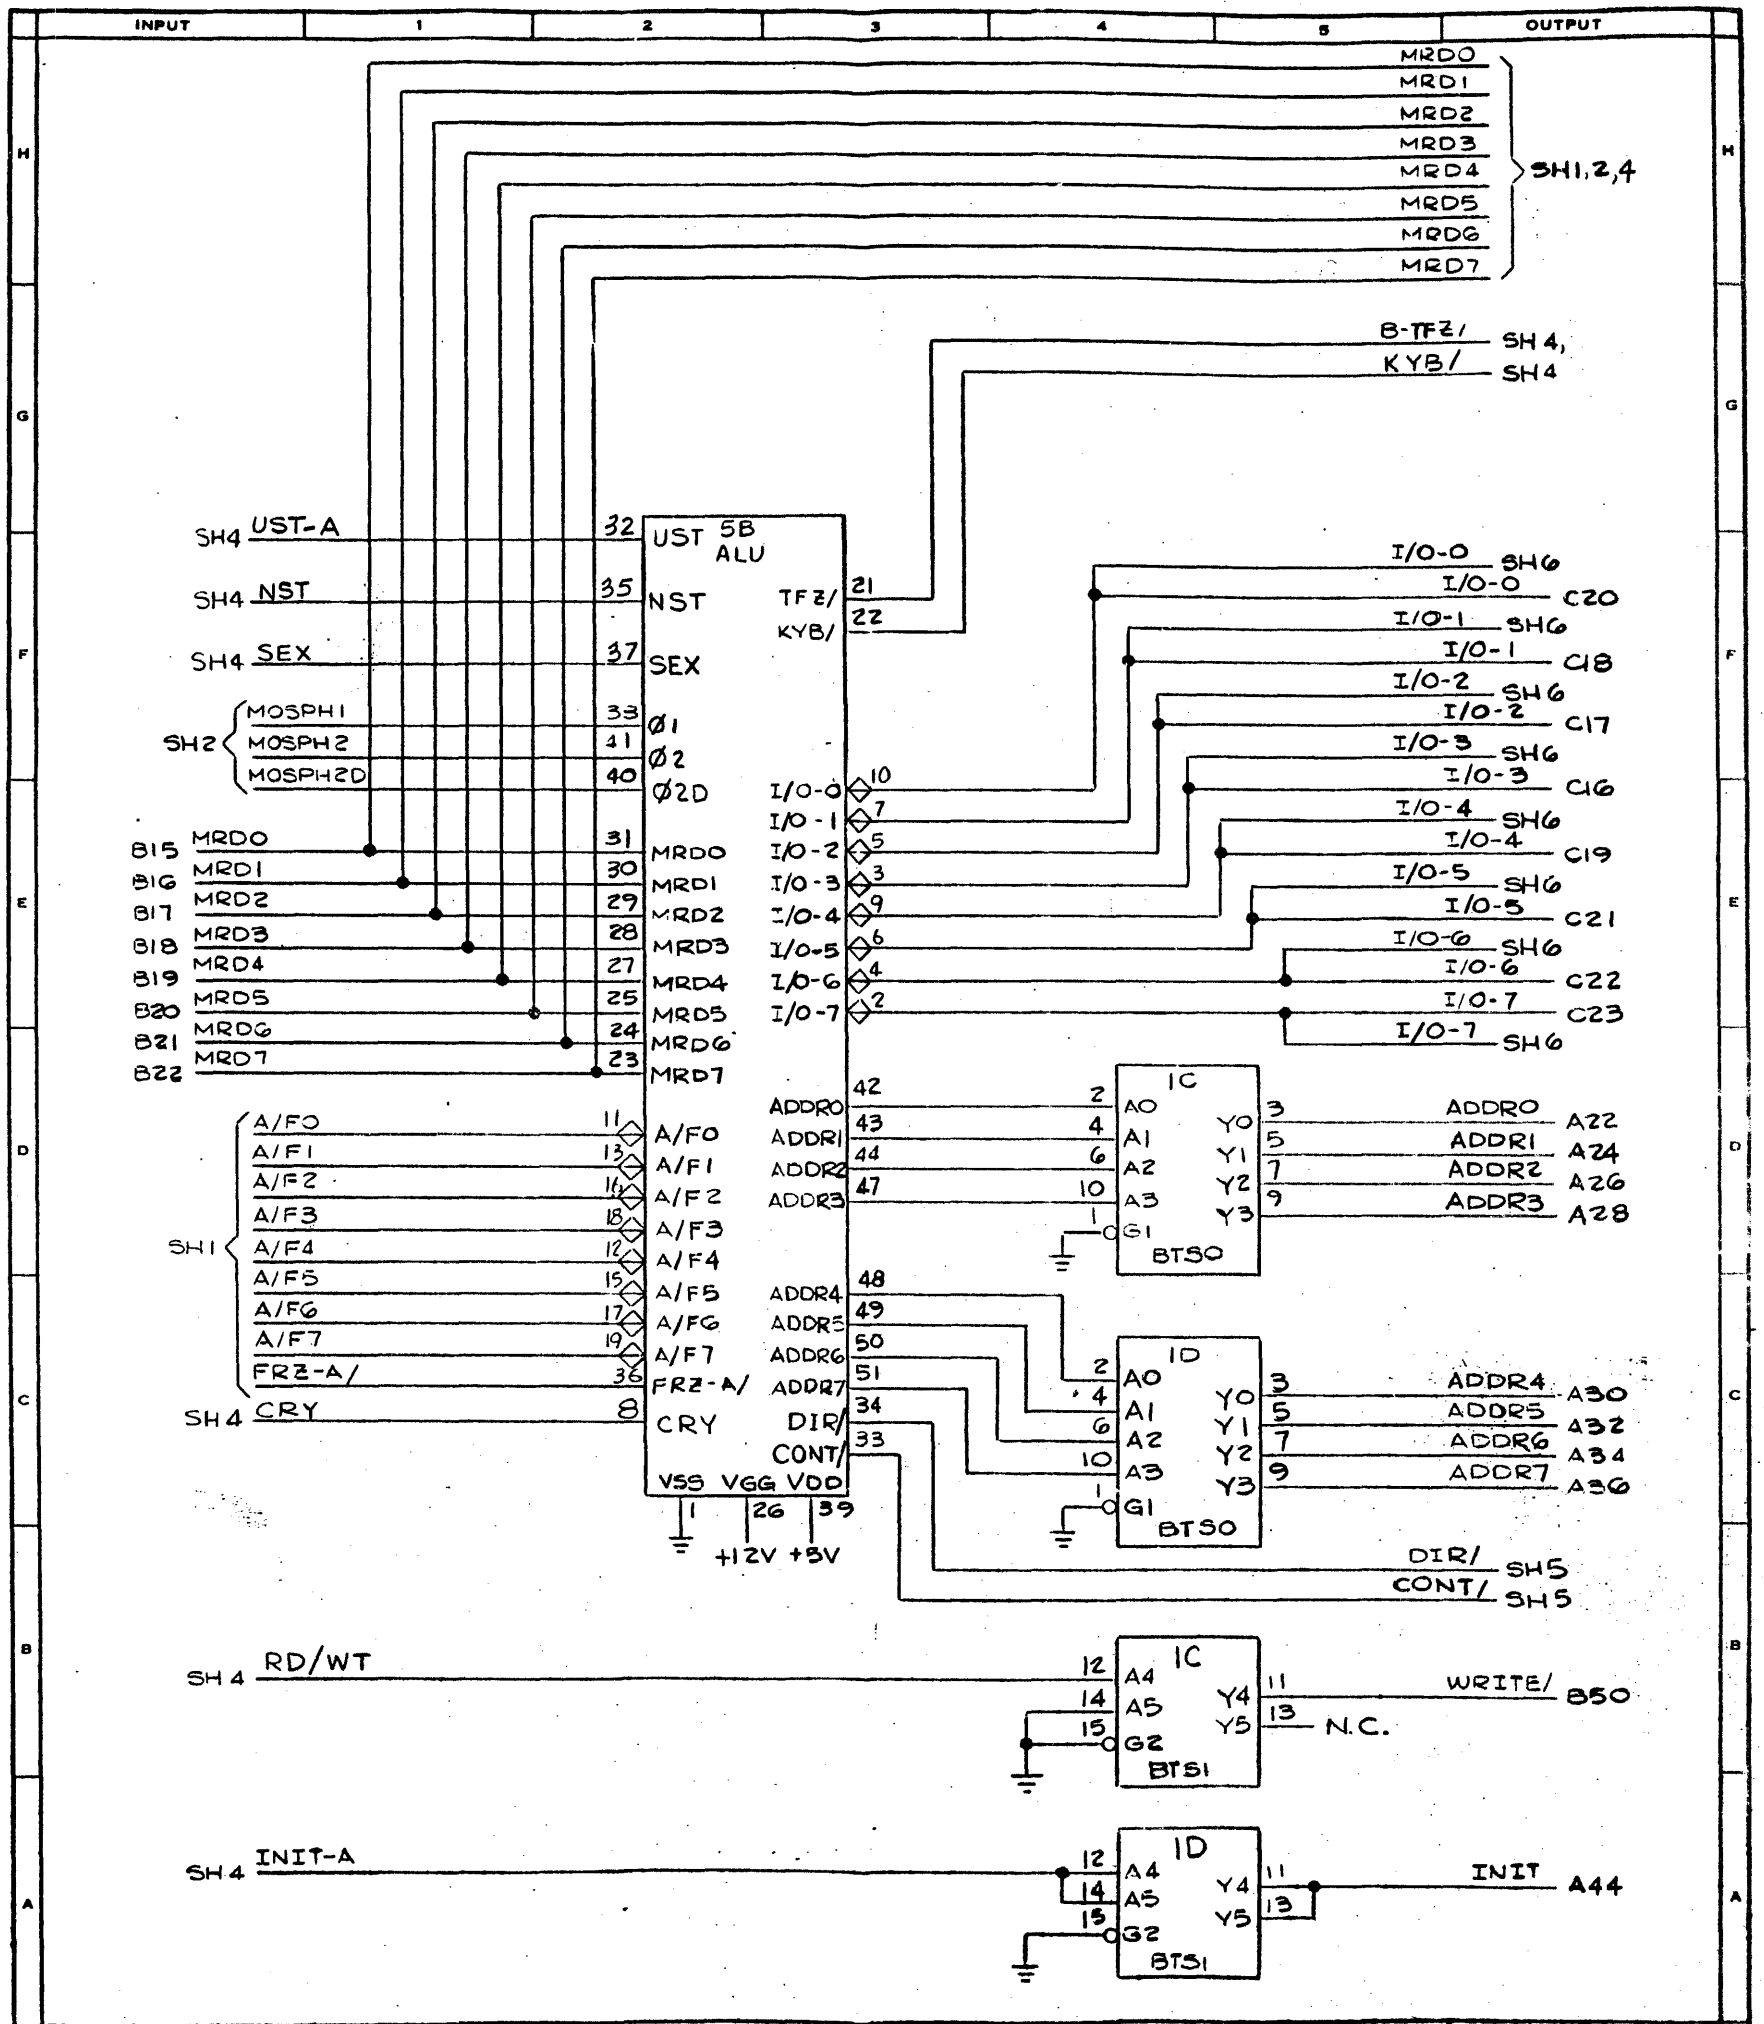 INPUT 1 2 3 4 5 OUTPUT
MRD0
MRD1
MRD2
H H
MRD3
MRD4 SH1,2,4
MRD5
MRD6
MRD7
B-TFZ/ SH4,
KYB/ SH4
G G
SH4 UST-A 32 UST 5B
ALU
I/O-0 SH6
SH4 NST 35 NST TFZ/ 21 I/O-0 C20
KYB/ 22 I/O-1 SH6
F SH4 SEX 37 SEX I/O-1 C18 F
I/O-2 SH6
MOSPH1 33 Ø1 I/O-2 C17
SH2 MOSPH2 41 Ø2 I/O-3 SH6
MOSPH2D 40 Ø2D I/O-0 10 I/O-3 C16
I/O-1 7 I/O-4 SH6
B15 MRD0 31 MRD0 I/O-2 5 I/O-4 C19
B16 MRD1 30 MRD1 I/O-3 3 I/O-5 SH6
B17 MRD2 29 MRD2 I/O-4 9 I/O-5 C21
E E
B18 MRD3 28 MRD3 I/O-5 6 I/O-6 SH6
B19 MRD4 27 MRD4 I/O-6 4 I/O-6 C22
B20 MRD5 25 MRD5 I/O-7 2 I/O-7 C23
B21 MRD6 24 MRD6 I/O-7 SH6
B22 MRD7 23 MRD7
1C
ADDR0 42 2 A0 Y0 3 ADDR0 A22
A/F0 11 A/F0 ADDR1 43 4 A1 Y1 5 ADDR1 A24
D D
A/F1 13 A/F1 ADDR2 44 6 A2 Y2 7 ADDR2 A26
A/F2 16 A/F2 ADDR3 47 10 A3 Y3 9 ADDR3 A28
A/F3 18 A/F3 1 G1
SH1 A/F4 12 A/F4 BTS0
A/F5 15 A/F5 ADDR4 48
A/F6 17 A/F6 ADDR5 49
A/F7 19 A/F7 ADDR6 50 1D
FRZ-A/ 36 FRZ-A/ ADDR7 51 2 A0 Y0 3 ADDR4 A30
C C
SH4 CRY 8 CRY DIR/ 34 4 A1 Y1 5 ADDR5 A32
CONT/ 33 6 A2 Y2 7 ADDR6 A34
VSS VGG VDD 10 A3 Y3 9 ADDR7 A36
1 26 39 1 G1
BTS0
+12V +5V
DIR/ SH5
CONT/ SH5
B B
1C
SH4 RD/WT 12 A4 Y4 11 WRITE/ B50
14 A5 Y5 13 N.C.
15 G2
BTS1
1D
SH4 INIT-A 12 A4 Y4 11 INIT A44
A A
14 A5 Y5 13
15 G2
BTS1